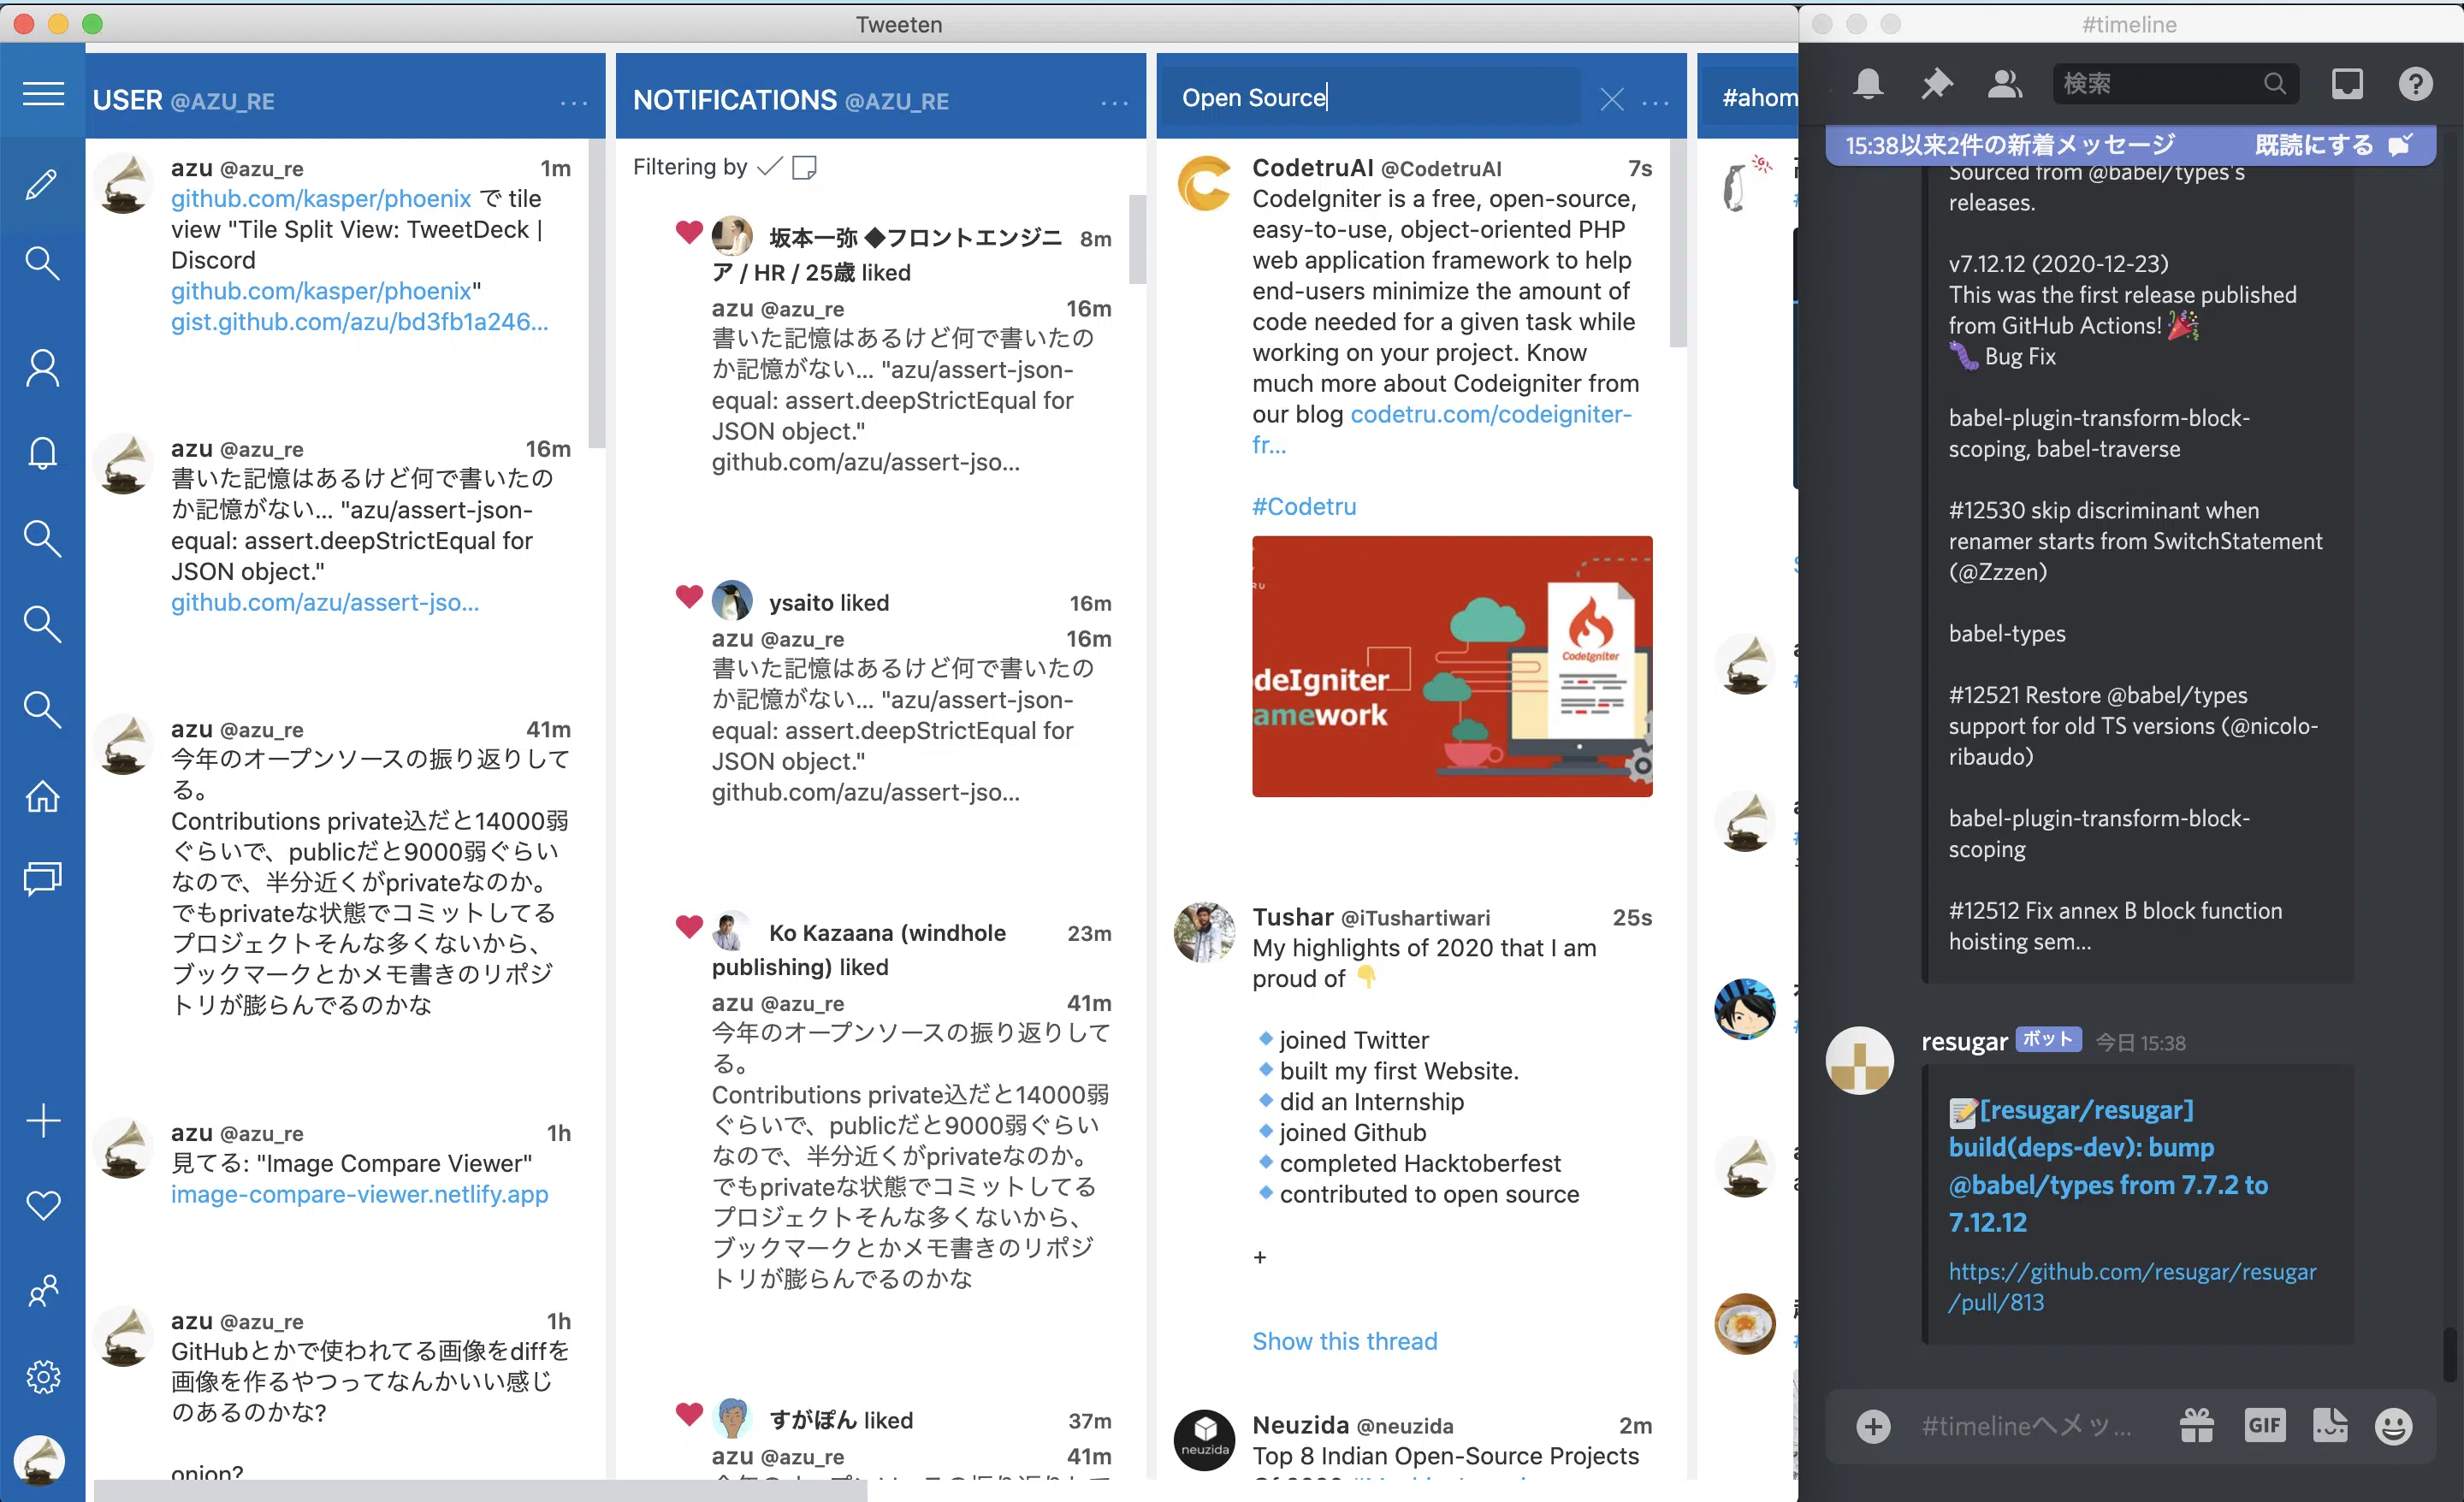 Tweeten
USER @AZU_RE
azu @azu_re 1m
github.com/kasper/phoenix で tile
view "Tile Split View: TweetDeck |
Discord
github.com/kasper/phoenix"
gist.github.com/azu/bd3fb1a246...
azu @azu_re 16m
書いた記憶はあるけど何で書いたの
か記憶がない... "azu/assert-json-
equal: assert.deepStrictEqual for
JSON object."
github.com/azu/assert-jso...
azu @azu_re 41m
今年のオープンソースの振り返りして
る。
Contributions private込だと14000弱
ぐらいで、publicだと9000弱ぐらい
なので、半分近くがprivateなのか。
でもprivateな状態でコミットしてる
プロジェクトそんな多くないから、
ブックマークとかメモ書きのリポジ
トリが膨らんでるのかな
azu @azu_re 1h
見てる: "Image Compare Viewer"
image-compare-viewer.netlify.app
azu @azu_re 1h
GitHubとかで使われてる画像をdiffを
画像を作るやつってなんかいい感じ
のあるのかな?
onion?
NOTIFICATIONS @AZU_RE
Filtering by
坂本一弥 ◆フロントエンジニ 8m
ア / HR / 25歳 liked
azu @azu_re 16m
書いた記憶はあるけど何で書いたの
か記憶がない... "azu/assert-json-
equal: assert.deepStrictEqual for
JSON object."
github.com/azu/assert-jso...
ysaito liked 16m
azu @azu_re 16m
書いた記憶はあるけど何で書いたの
か記憶がない... "azu/assert-json-
equal: assert.deepStrictEqual for
JSON object."
github.com/azu/assert-jso...
Ko Kazaana (windhole 23m
publishing) liked
azu @azu_re 41m
今年のオープンソースの振り返りして
る。
Contributions private込だと14000弱
ぐらいで、publicだと9000弱ぐらい
なので、半分近くがprivateなのか。
でもprivateな状態でコミットしてる
プロジェクトそんな多くないから、
ブックマークとかメモ書きのリポジ
トリが膨らんでるのかな
すがぽん liked 37m
azu @azu_re 41m
Open Source
CodetruAI @CodetruAI 7s
CodeIgniter is a free, open-source,
easy-to-use, object-oriented PHP
web application framework to help
end-users minimize the amount of
code needed for a given task while
working on your project. Know
much more about Codeigniter from
our blog codetru.com/codeigniter-
fr...
#Codetru
CodeIgniter
deIgniter
amework
Tushar @iTushartiwari 25s
My highlights of 2020 that I am
proud of 👇
🔹joined Twitter
🔹built my first Website.
🔹did an Internship
🔹joined Github
🔹completed Hacktoberfest
🔹contributed to open source
+
Show this thread
neuzida
Neuzida @neuzida 2m
Top 8 Indian Open-Source Projects
#ahom
#timeline
検索
15:38以来2件の新着メッセージ 既読にする
Sourced from @babel/types's
releases.
v7.12.12 (2020-12-23)
This was the first release published
from GitHub Actions! 🎉
🐛 Bug Fix
babel-plugin-transform-block-
scoping, babel-traverse
#12530 skip discriminant when
renamer starts from SwitchStatement
(@Zzzen)
babel-types
#12521 Restore @babel/types
support for old TS versions (@nicolo-
ribaudo)
babel-plugin-transform-block-
scoping
#12512 Fix annex B block function
hoisting sem...
resugar ボット 今日 15:38
📝[resugar/resugar]
build(deps-dev): bump
@babel/types from 7.7.2 to
7.12.12
https://github.com/resugar/resugar
/pull/813
#timelineへメッ...
GIF